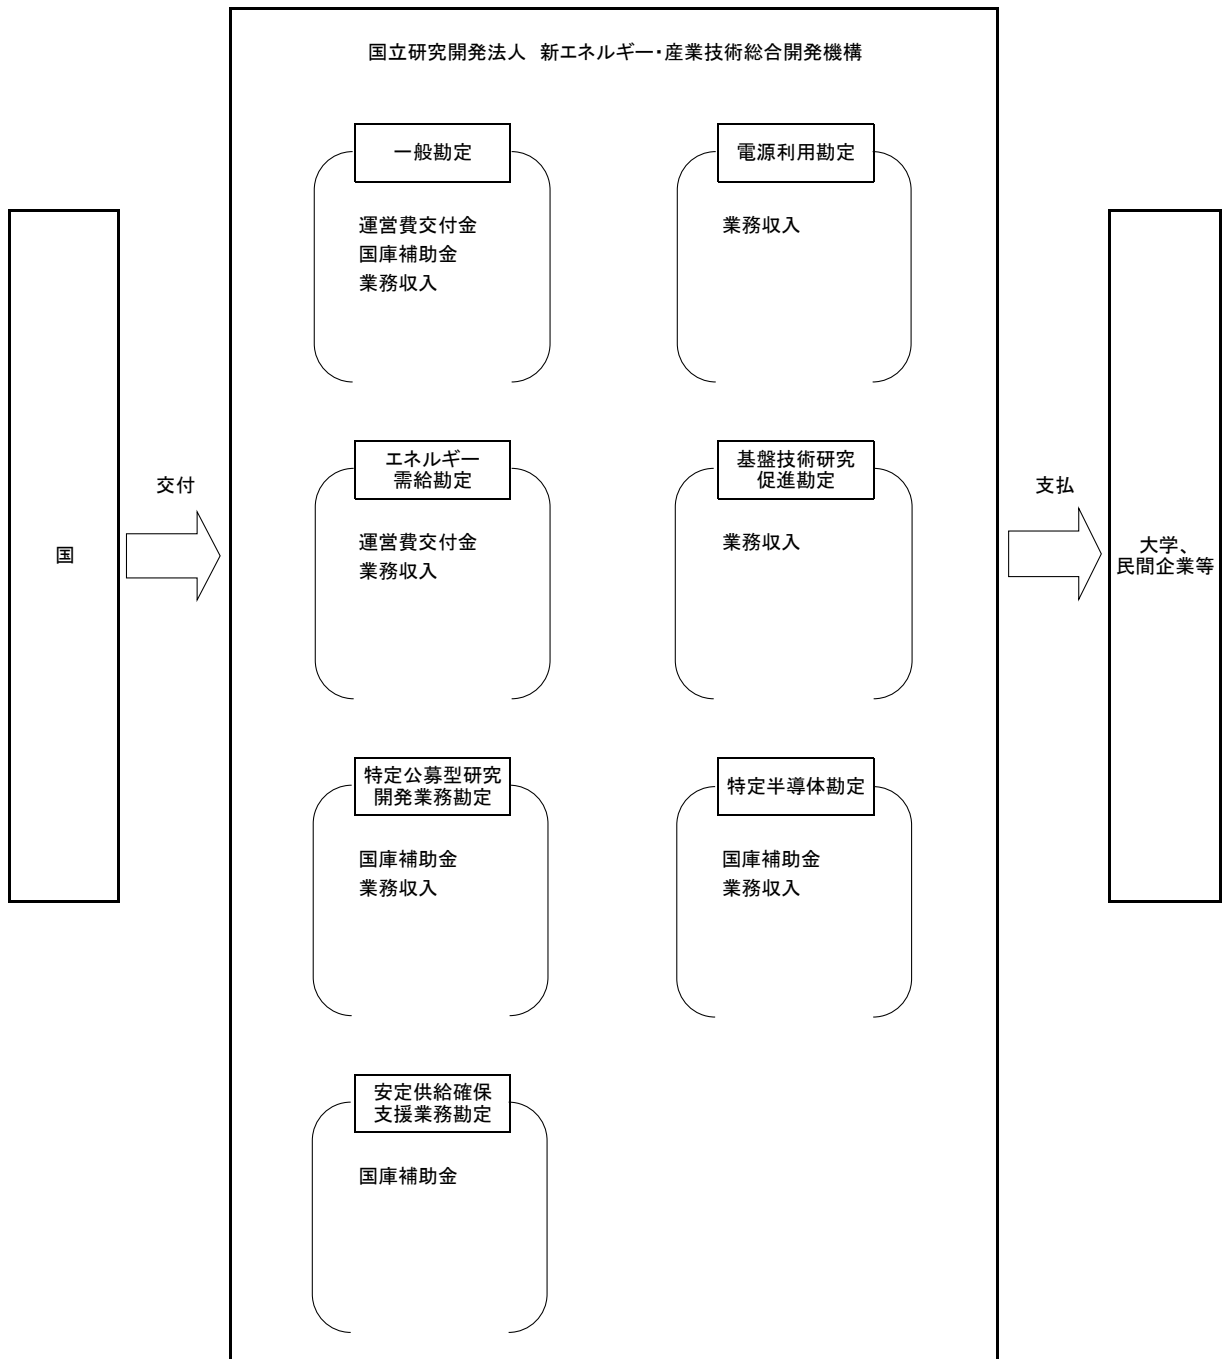 国立研究開発法人　新エネルギー・産業技術総合開発機構
一般勘定
運営費交付金
国庫補助金
業務収入
電源利用勘定
業務収入
エネルギー
需給勘定
運営費交付金
業務収入
基盤技術研究
促進勘定
業務収入
交付
国
支払
大学、
民間企業等
特定公募型研究
開発業務勘定
国庫補助金
業務収入
特定半導体勘定
国庫補助金
業務収入
安定供給確保
支援業務勘定
国庫補助金